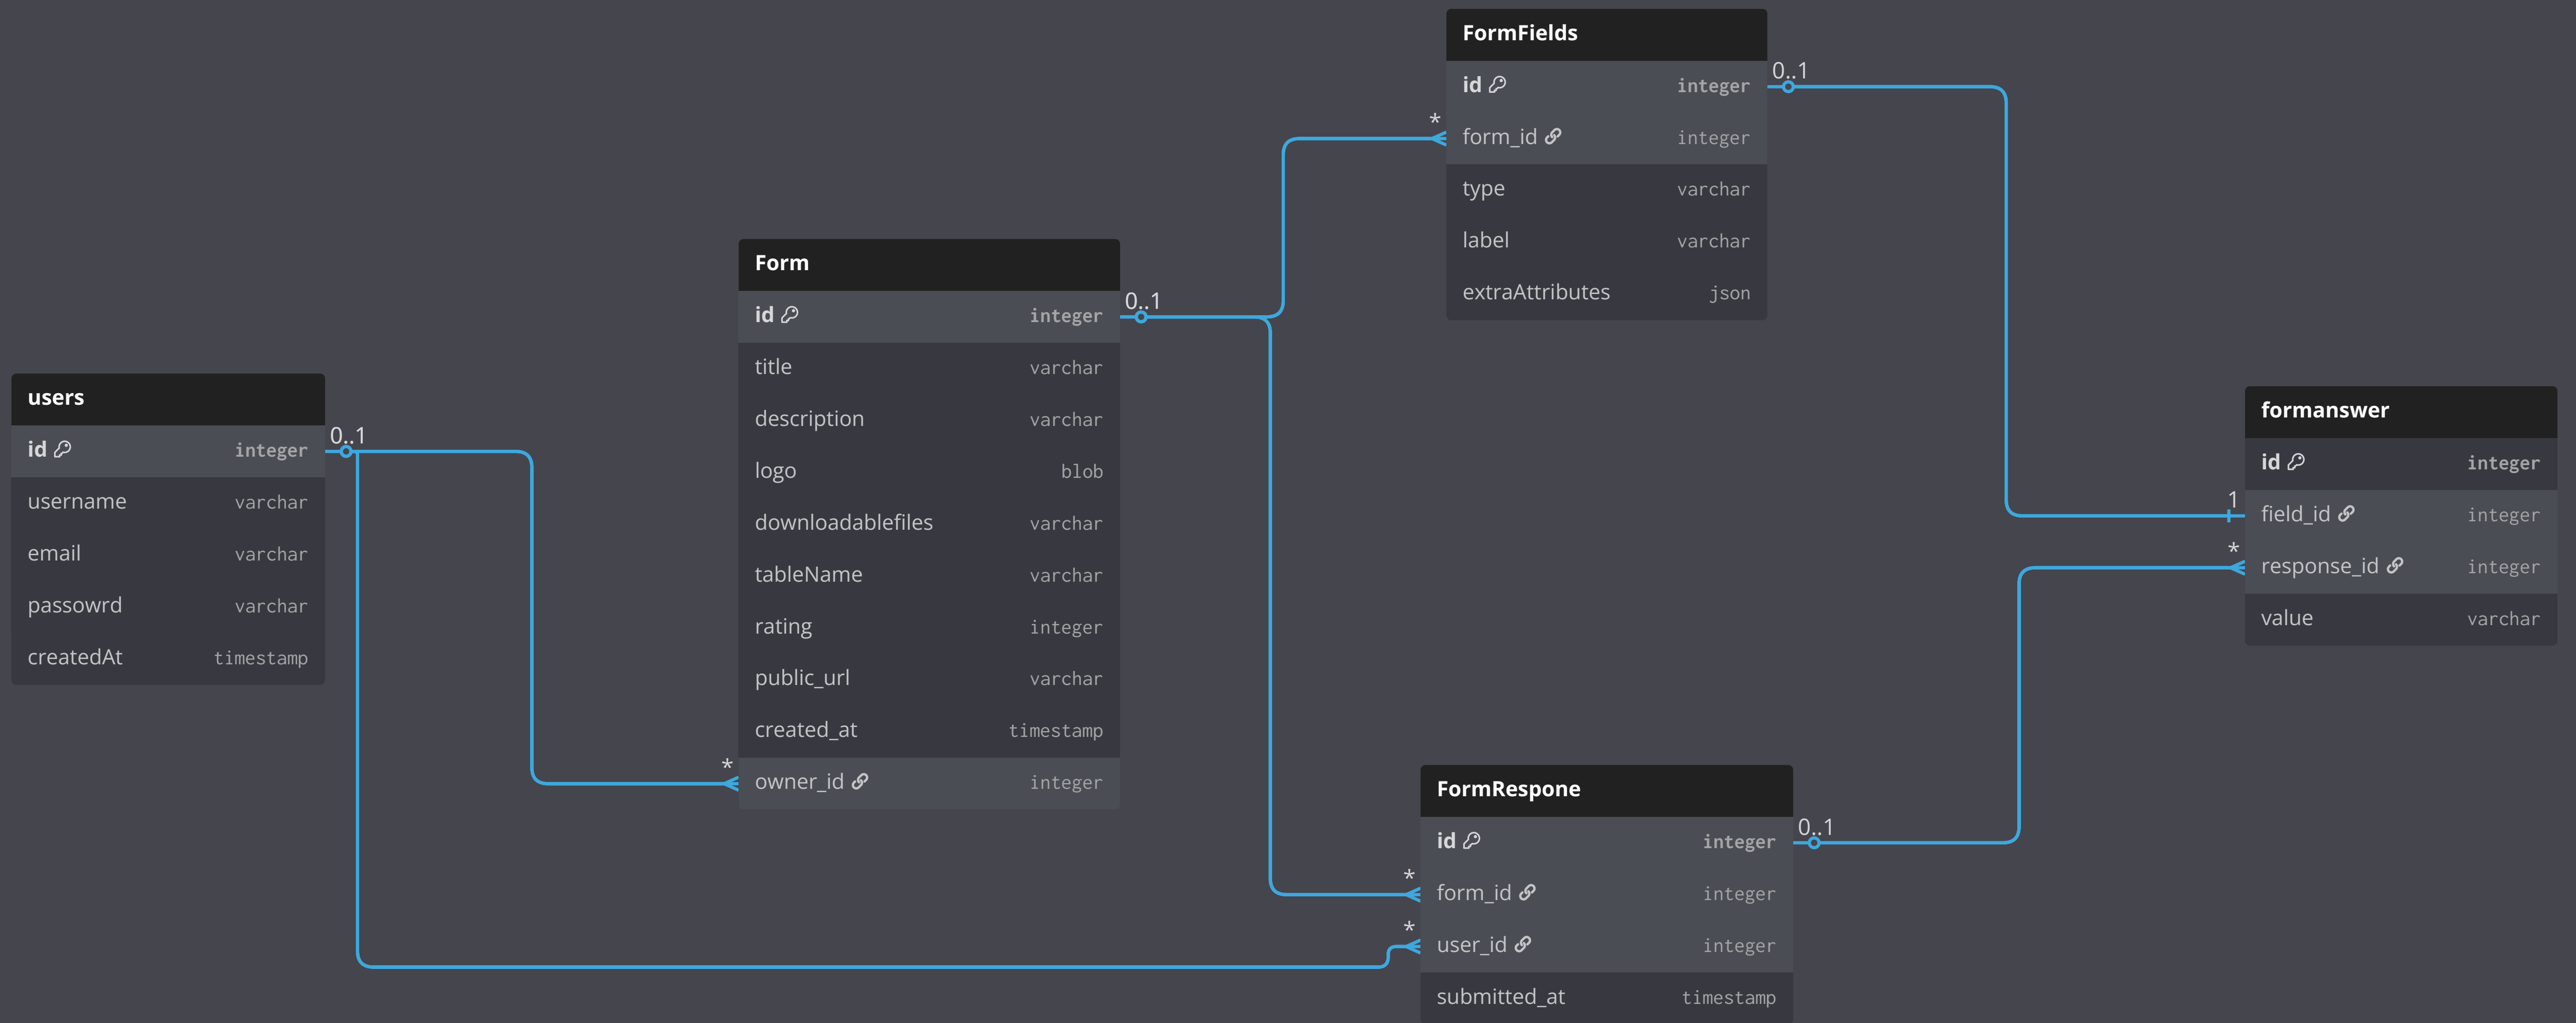 FormFields
id integer
form_id integer
type varchar
label varchar
extraAttributes json
0..1
*
Form
id integer
title varchar
description varchar
logo blob
downloadablefiles varchar
tableName varchar
rating integer
public_url varchar
created_at timestamp
owner_id integer
0..1
*
users
id integer
username varchar
email varchar
passowrd varchar
createdAt timestamp
0..1
formanswer
id integer
field_id integer
response_id integer
value varchar
1
*
FormRespone
id integer
form_id integer
user_id integer
submitted_at timestamp
0..1
*
*